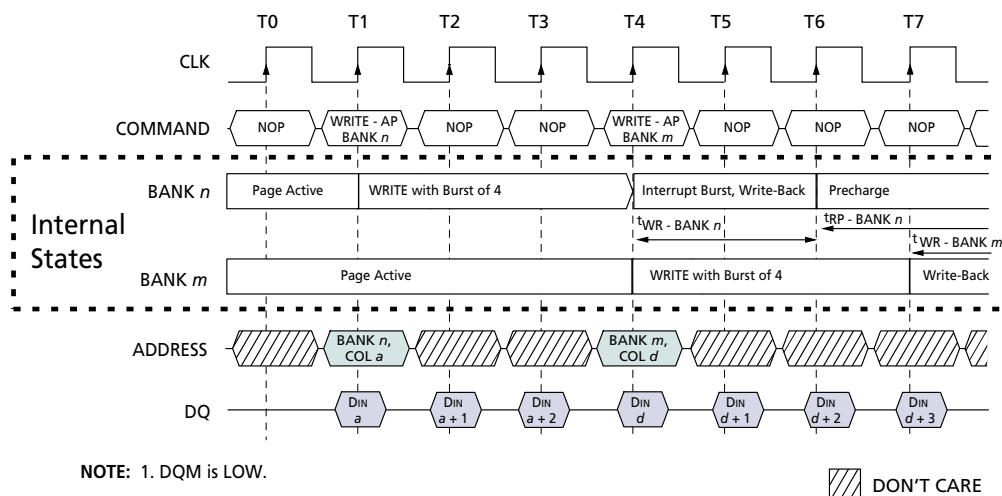 T0 T1 T2 T3 T4 T5 T6 T7
CLK
COMMAND NOP WRITE - AP BANK n NOP NOP WRITE - AP BANK m NOP NOP NOP
Internal States
BANK n Page Active WRITE with Burst of 4 Interrupt Burst, Write-Back Precharge
tWR - BANK n tRP - BANK n
tWR - BANK m
BANK m Page Active WRITE with Burst of 4 Write-Back
ADDRESS BANK n, COL a BANK m, COL d
DQ DIN a DIN a + 1 DIN a + 2 DIN d DIN d + 1 DIN d + 2 DIN d + 3
NOTE: 1. DQM is LOW.
DON'T CARE